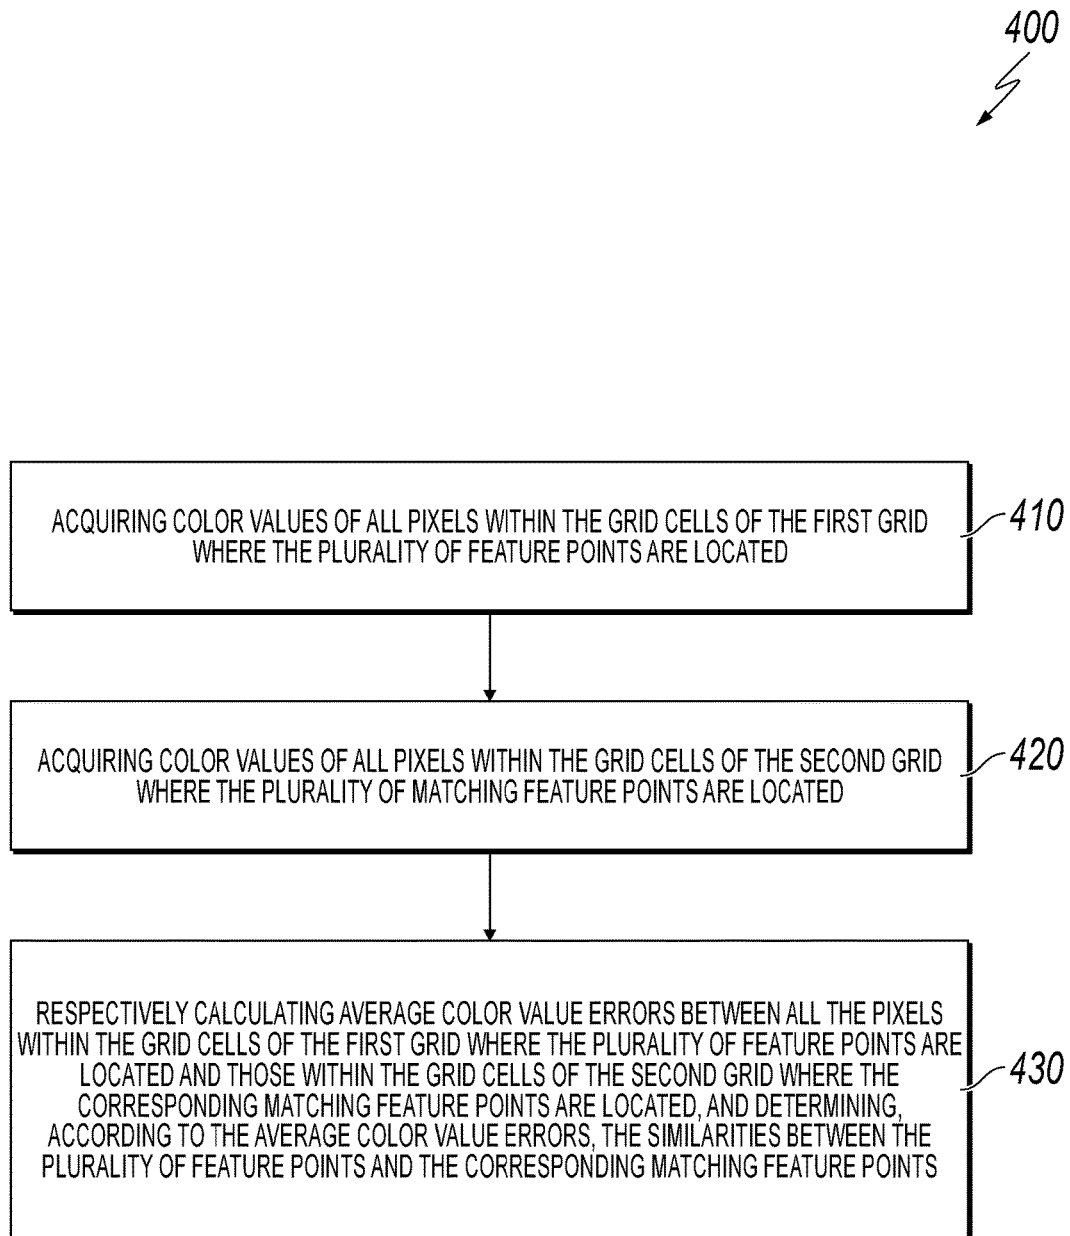 400
ACQUIRING COLOR VALUES OF ALL PIXELS WITHIN THE GRID CELLS OF THE FIRST GRID
WHERE THE PLURALITY OF FEATURE POINTS ARE LOCATED
410
ACQUIRING COLOR VALUES OF ALL PIXELS WITHIN THE GRID CELLS OF THE SECOND GRID
WHERE THE PLURALITY OF MATCHING FEATURE POINTS ARE LOCATED
420
RESPECTIVELY CALCULATING AVERAGE COLOR VALUE ERRORS BETWEEN ALL THE PIXELS
WITHIN THE GRID CELLS OF THE FIRST GRID WHERE THE PLURALITY OF FEATURE POINTS ARE
LOCATED AND THOSE WITHIN THE GRID CELLS OF THE SECOND GRID WHERE THE
CORRESPONDING MATCHING FEATURE POINTS ARE LOCATED, AND DETERMINING,
ACCORDING TO THE AVERAGE COLOR VALUE ERRORS, THE SIMILARITIES BETWEEN THE
PLURALITY OF FEATURE POINTS AND THE CORRESPONDING MATCHING FEATURE POINTS
430